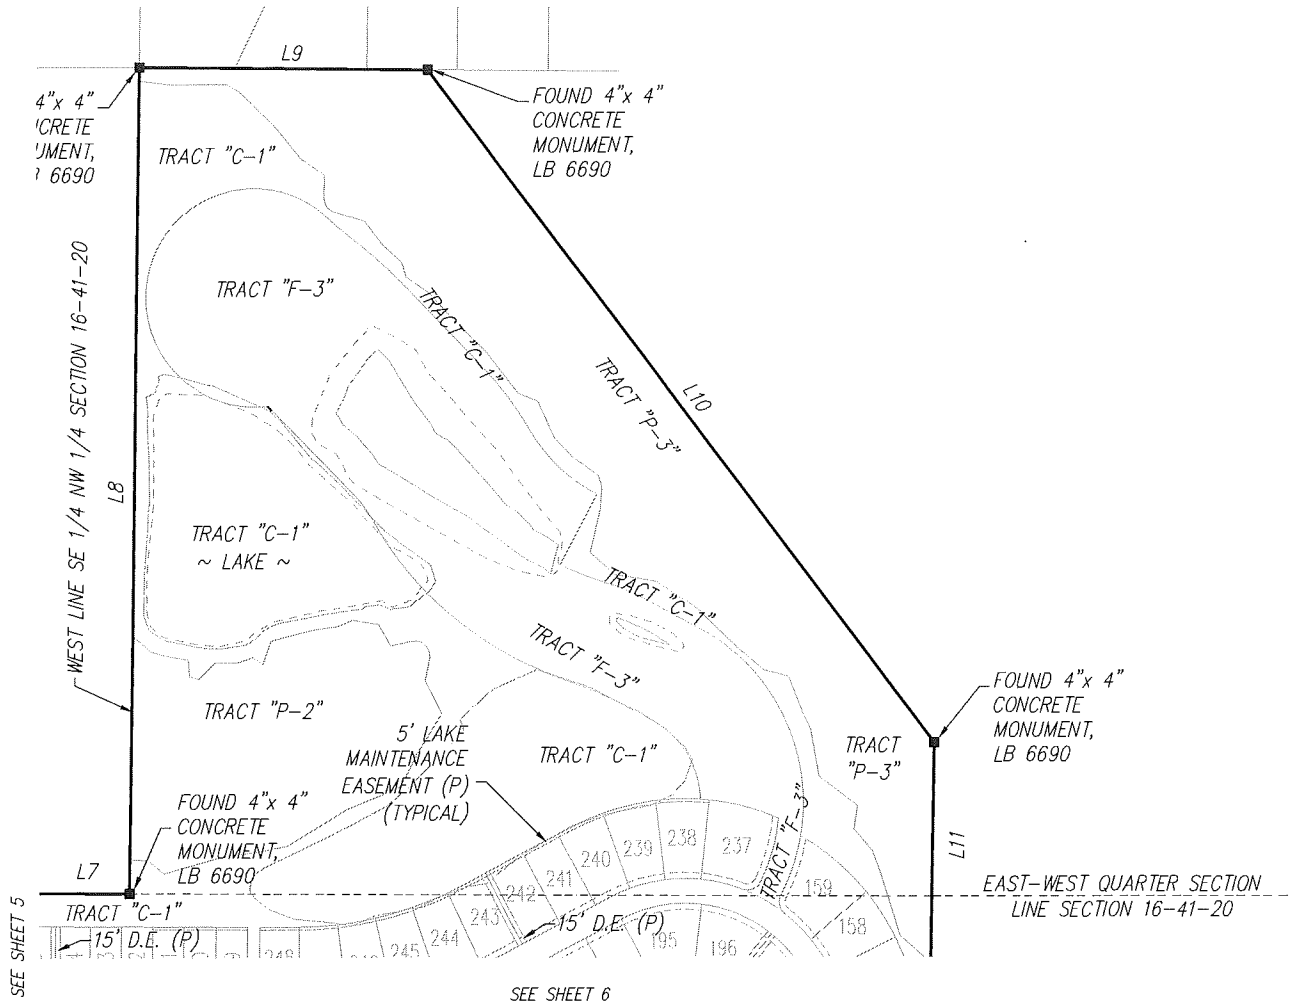 L9
4"x 4"
CRETE
UMENT,
6690
FOUND 4"x 4"
CONCRETE
MONUMENT,
LB 6690
TRACT "C-1"
WEST LINE SE 1/4 NW 1/4 SECTION 16-41-20
TRACT "F-3"
TRACT "C-1"
TRACT "P-3"
L10
L8
TRACT "C-1"
~ LAKE ~
TRACT "C-1"
TRACT "F-3"
TRACT "P-2"
5' LAKE
MAINTENANCE
EASEMENT (P)
(TYPICAL)
TRACT "C-1"
TRACT
"P-3"
FOUND 4"x 4"
CONCRETE
MONUMENT,
LB 6690
FOUND 4"x 4"
CONCRETE
MONUMENT,
LB 6690
L7
TRACT "F-3"
L11
237
238
239
240
241
242
243
244
245
248
159
158
195
196
EAST-WEST QUARTER SECTION
LINE SECTION 16-41-20
TRACT "C-1"
15' D.E. (P)
15' D.E. (P)
SEE SHEET 5
SEE SHEET 6